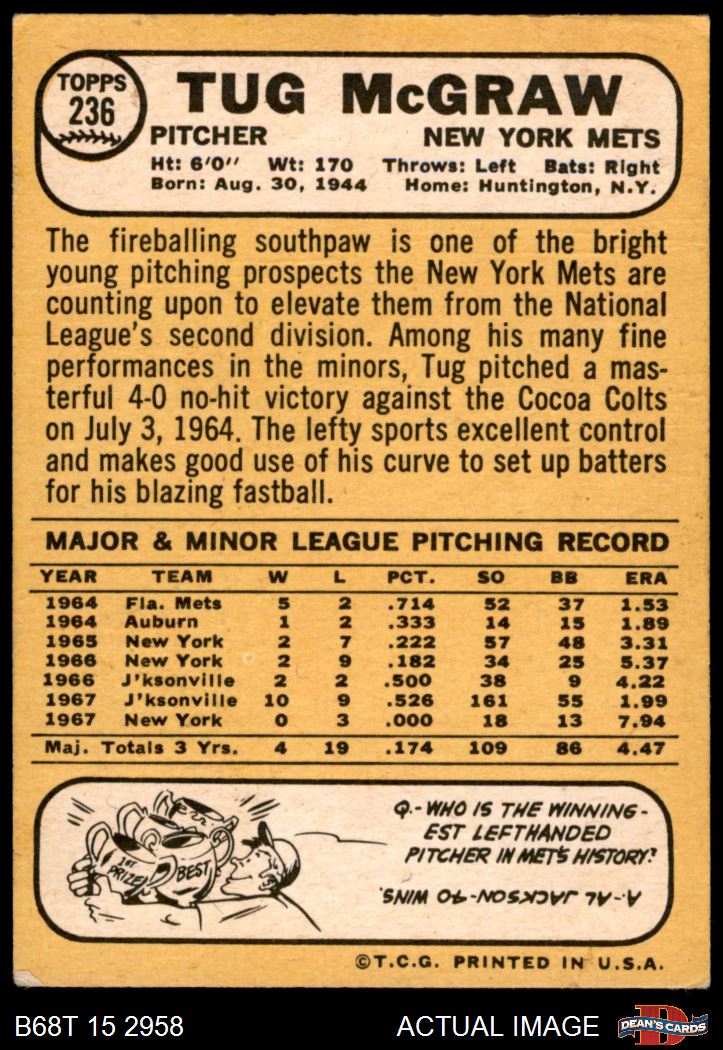 TOPPS
236
TUG McGRAW
PITCHER NEW YORK METS
Ht: 6'0'' Wt: 170 Throws: Left Bats: Right
Born: Aug. 30, 1944 Home: Huntington, N.Y.
The fireballing southpaw is one of the bright
young pitching prospects the New York Mets are
counting upon to elevate them from the National
League's second division. Among his many fine
performances in the minors, Tug pitched a mas-
terful 4-0 no-hit victory against the Cocoa Colts
on July 3, 1964. The lefty sports excellent control
and makes good use of his curve to set up batters
for his blazing fastball.
MAJOR & MINOR LEAGUE PITCHING RECORD
YEAR TEAM W L PCT. SO BB ERA
1964 Fla. Mets 5 2 .714 52 37 1.53
1964 Auburn 1 2 .333 14 15 1.89
1965 New York 2 7 .222 57 48 3.31
1966 New York 2 9 .182 34 25 5.37
1966 J'ksonville 2 2 .500 38 9 4.22
1967 J'ksonville 10 9 .526 161 55 1.99
1967 New York 0 3 .000 18 13 7.94
Maj. Totals 3 Yrs. 4 19 .174 109 86 4.47
1ST
PRIZE
BEST
Q.-WHO IS THE WINNING-
EST LEFTHANDED
PITCHER IN METS HISTORY?
A.-AL JACKSON-40 WINS.
©T.C.G. PRINTED IN U.S.A.
B68T 15 2958 ACTUAL IMAGE
DEAN'S CARDS